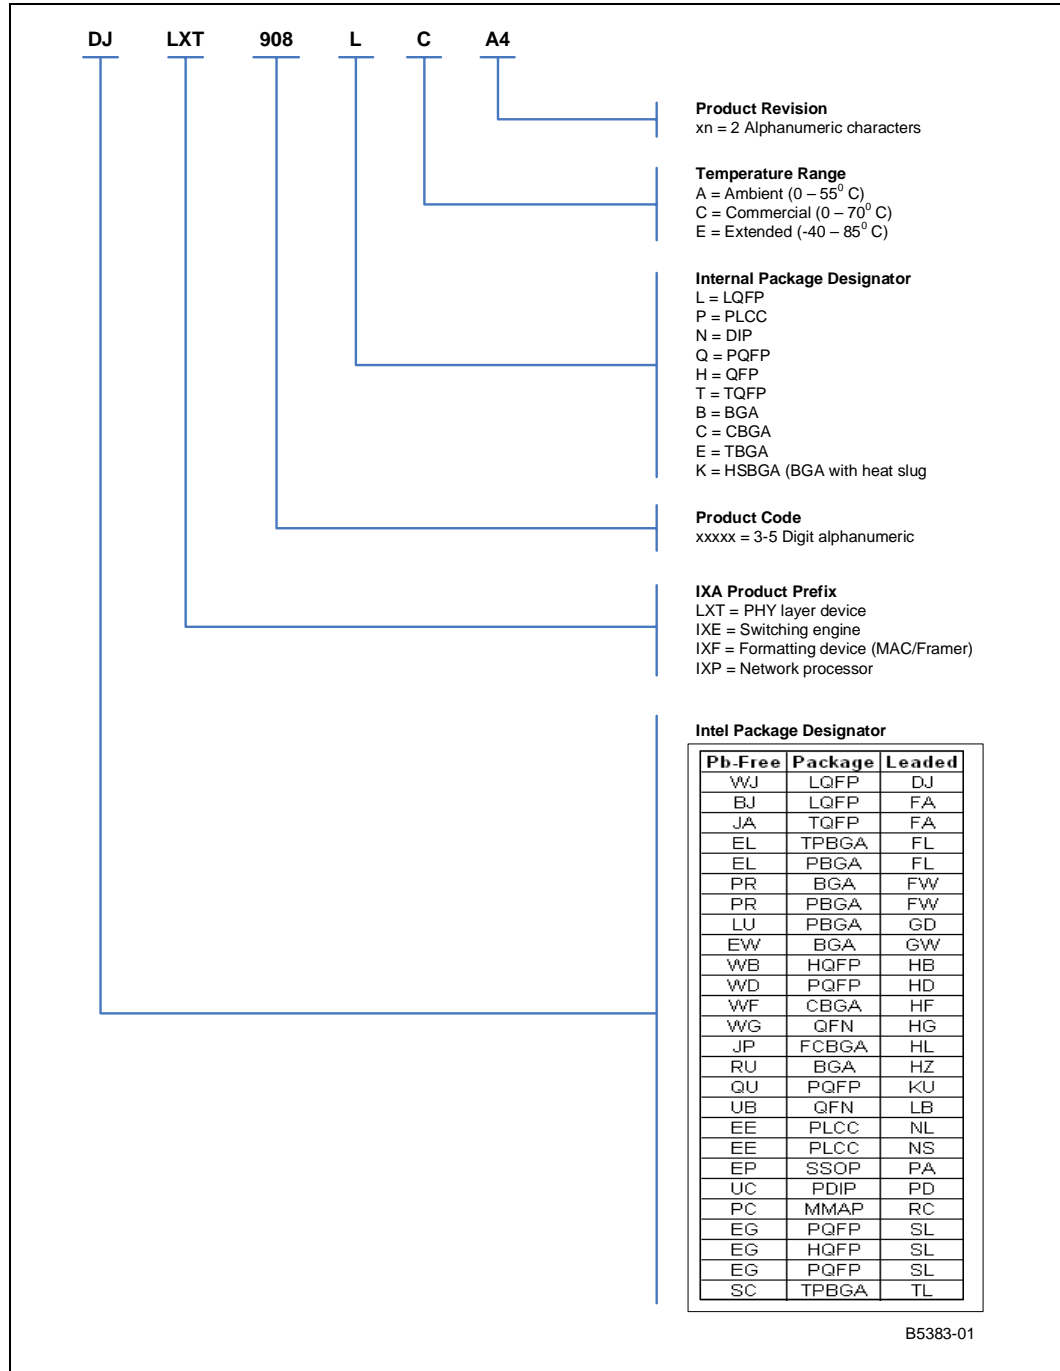 DJ LXT 908 L C A4
Product Revision
xn = 2 Alphanumeric characters
Temperature Range
A = Ambient (0 – 55⁰ C)
C = Commercial (0 – 70⁰ C)
E = Extended (-40 – 85⁰ C)
Internal Package Designator
L = LQFP
P = PLCC
N = DIP
Q = PQFP
H = QFP
T = TQFP
B = BGA
C = CBGA
E = TBGA
K = HSBGA (BGA with heat slug
Product Code
xxxxx = 3-5 Digit alphanumeric
IXA Product Prefix
LXT = PHY layer device
IXE = Switching engine
IXF = Formatting device (MAC/Framer)
IXP = Network processor
Intel Package Designator
Pb-Free Package Leaded
WJ LQFP DJ
BJ LQFP FA
JA TQFP FA
EL TPBGA FL
EL PBGA FL
PR BGA FW
PR PBGA FW
LU PBGA GD
EW BGA GW
WB HQFP HB
WD PQFP HD
WF CBGA HF
WG QFN HG
JP FCBGA HL
RU BGA HZ
QU PQFP KU
UB QFN LB
EE PLCC NL
EE PLCC NS
EP SSOP PA
UC PDIP PD
PC MMAP RC
EG PQFP SL
EG HQFP SL
EG PQFP SL
SC TPBGA TL
B5383-01